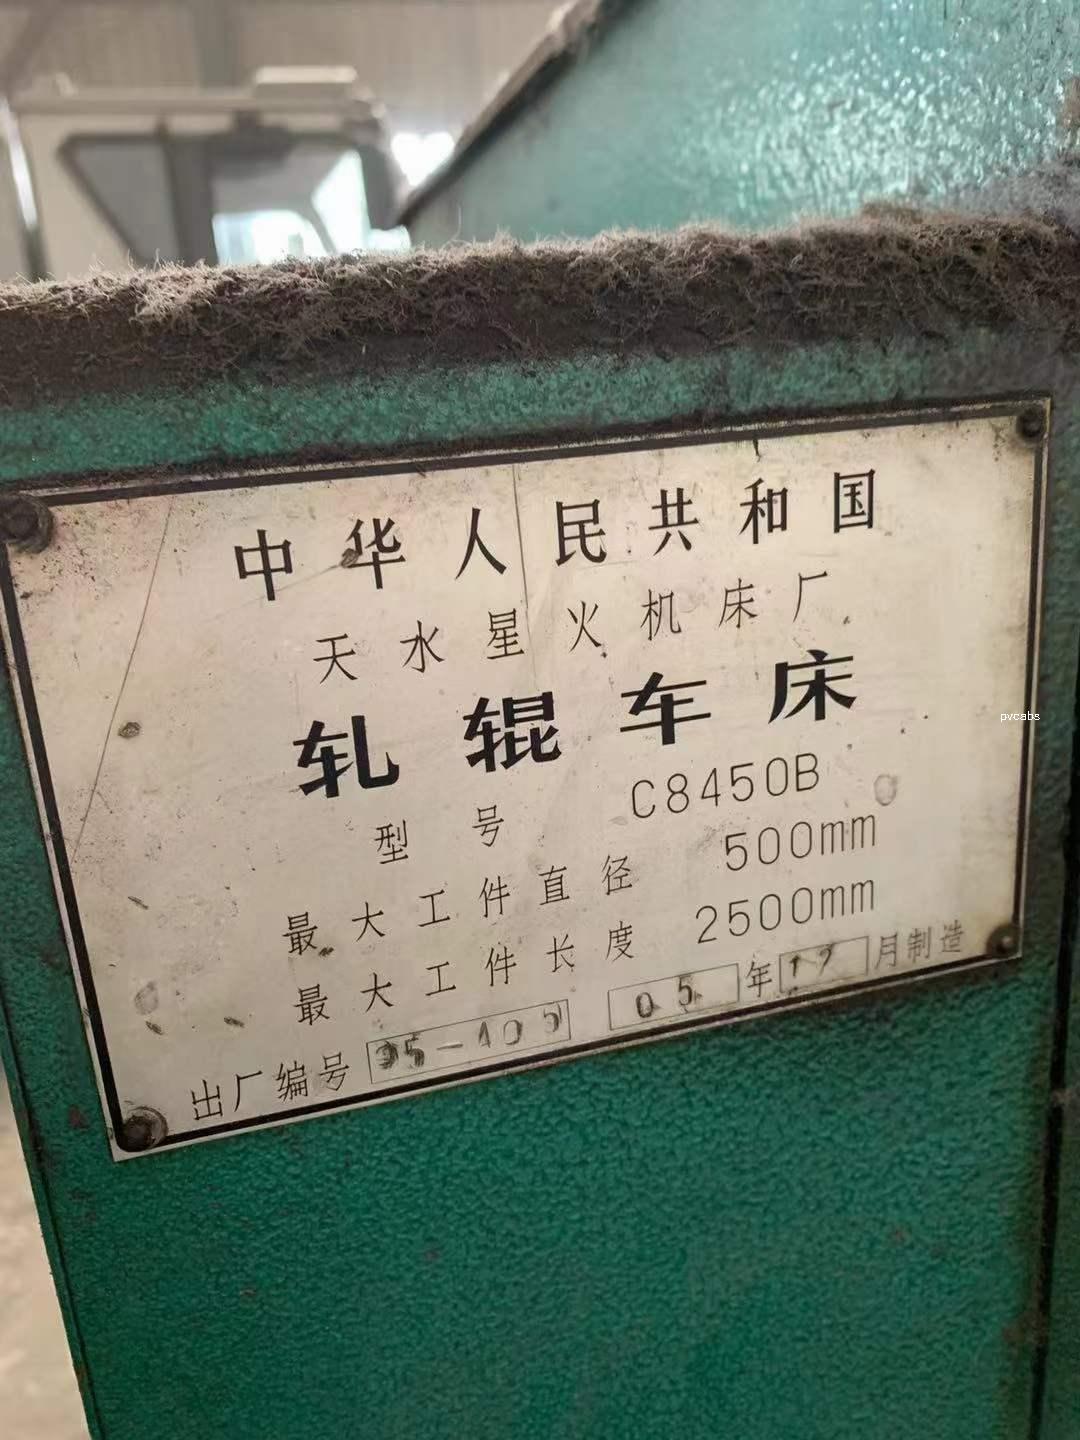 中华人民共和国
天水星火机床厂
轧辊车床
型号 C8450B
最大工件直径 500mm
最大工件长度 2500mm
出厂编号 05年 月制造
pvcabs